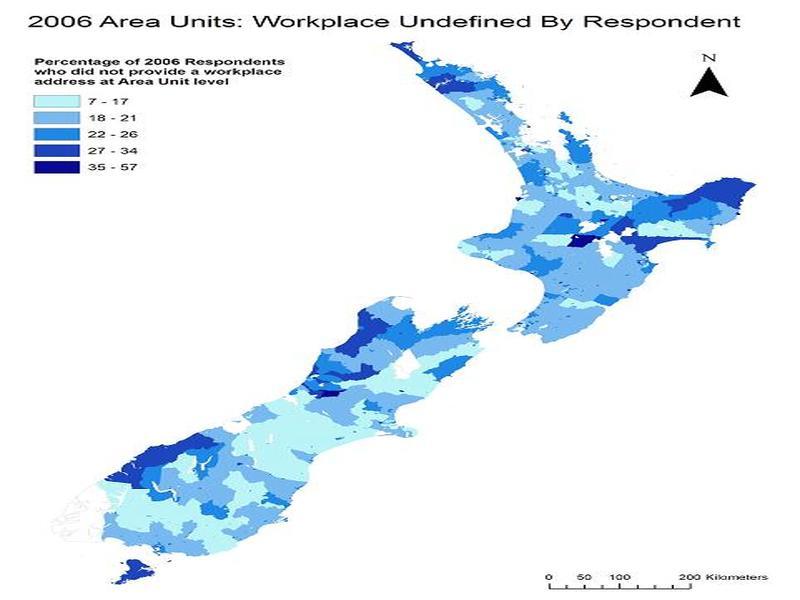 2006 Area Units: Workplace Undefined By Respondent
Percentage of 2006 Respondents
who did not provide a workplace
address at Area Unit level
7 - 17
18 - 21
22 - 26
27 - 34
35 - 57
N
0 50 100 200 Kilometers